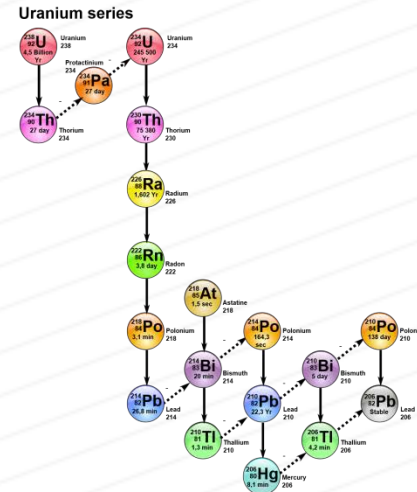 Uranium series
238
92 U
4,5 Billion
Yr
Uranium
238
234
92 U
245 500
Yr
Uranium
234
Protactinium
234
234
91 Pa
27 day
234
90 Th
27 day
Thorium
234
230
90 Th
75 380
Yr
Thorium
230
226
88 Ra
1,602 Yr
Radium
226
222
86 Rn
3,8 day
Radon
222
218
85 At
1,5 sec
Astatine
218
218
84 Po
3,1 min
Polonium
218
214
84 Po
164,3
sec
Polonium
214
210
84 Po
138 day
Polon
210
214
83 Bi
20 min
Bismuth
214
210
83 Bi
5 day
Bismuth
210
214
82 Pb
26,8 min
Lead
214
210
82 Pb
22,3 Yr
Lead
210
206
82 Pb
Stable
Lead
206
210
81 Tl
1,3 min
Thallium
210
206
81 Tl
4,2 min
Thallium
206
206
80 Hg
8,1 min
Mercury
206